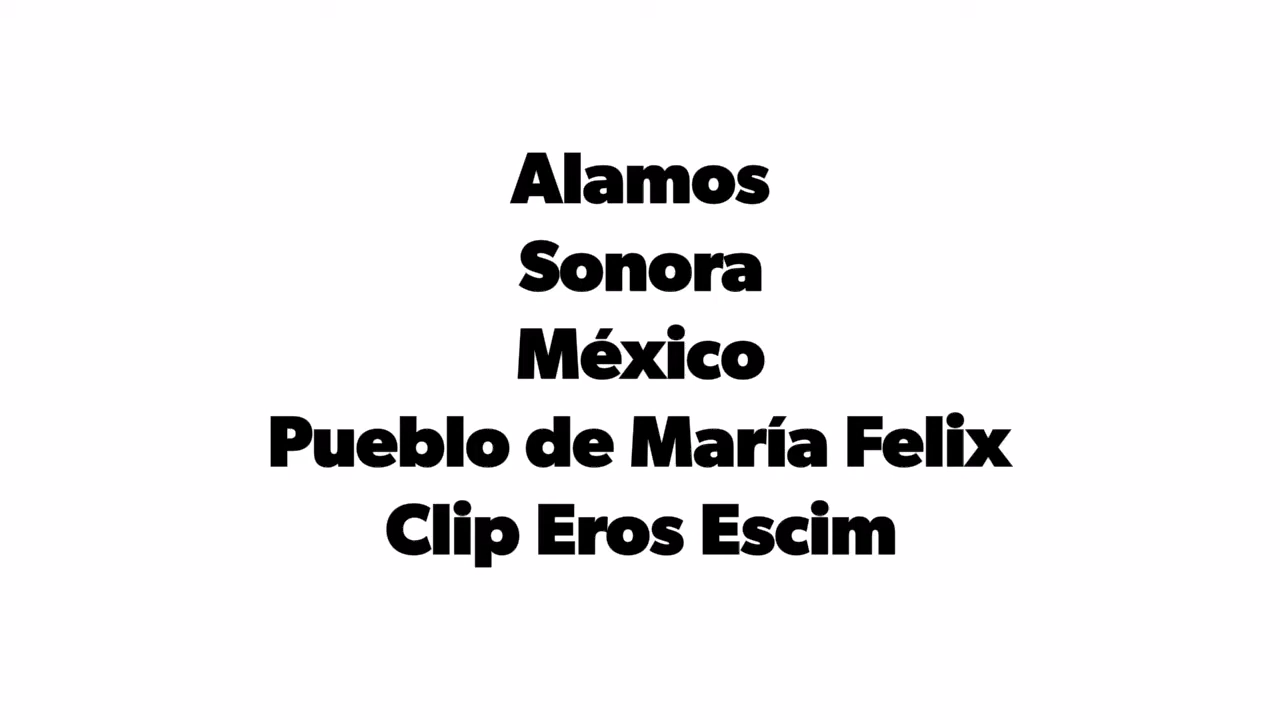 Alamos
Sonora
México
Pueblo de María Felix
Clip Eros Escim